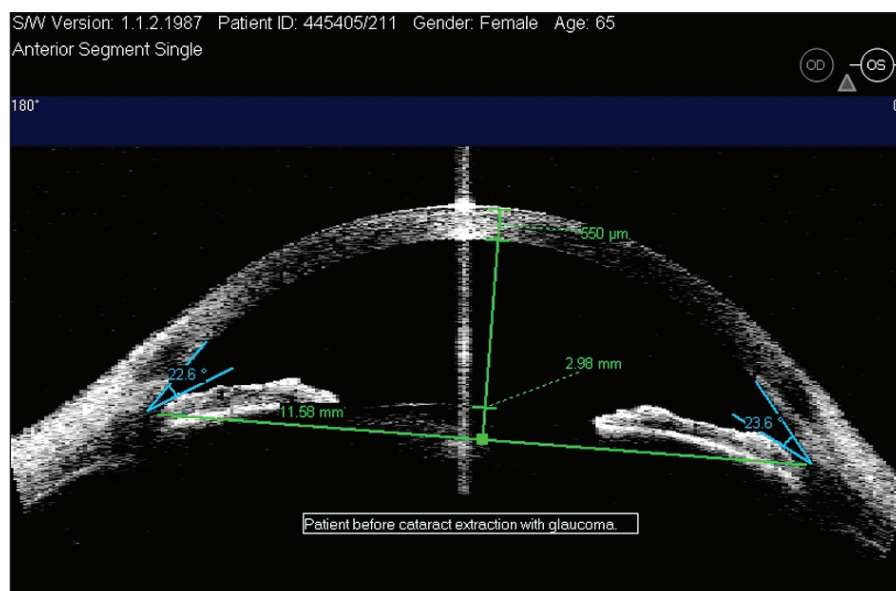 S/W Version: 1.1.2.1987 Patient ID: 445405/211 Gender: Female Age: 65
Anterior Segment Single
OD
OS
180°
550 µm
2.98 mm
22.6 °
11.58 mm
23.6 °
Patient before cataract extraction with glaucoma.